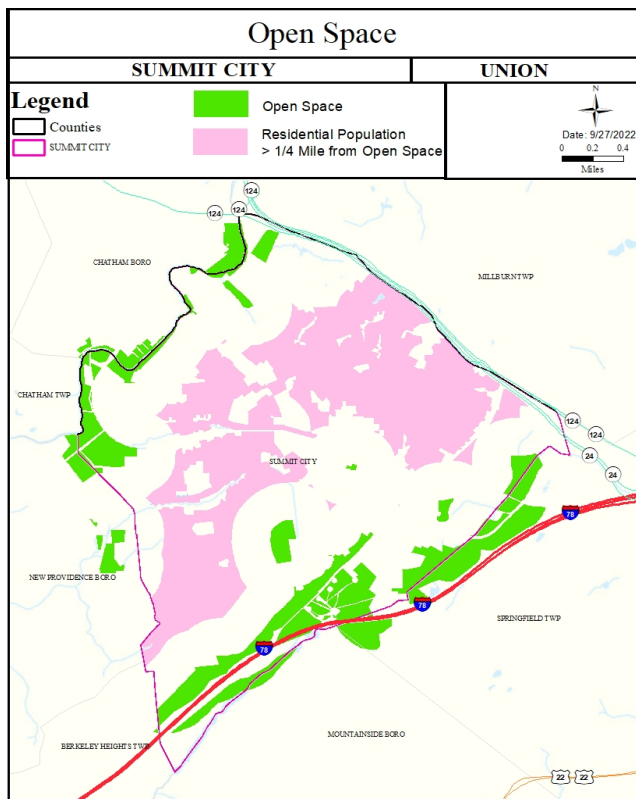 Open Space
SUMMIT CITY
UNION
Legend
Counties
SUMMIT CITY
Open Space
Residential Population
> 1/4 Mile from Open Space
N
Date: 9/27/2022
0 0.2 0.4
Miles
124
124
124
CHATHAM BORO
MILLBURN TWP
CHATHAM TWP
124
124
24
24
SUMMIT CITY
78
NEW PROVIDENCE BORO
78
SPRINGFIELD TWP
78
MOUNTAINSIDE BORO
BERKELEY HEIGHTS TWP
22 22